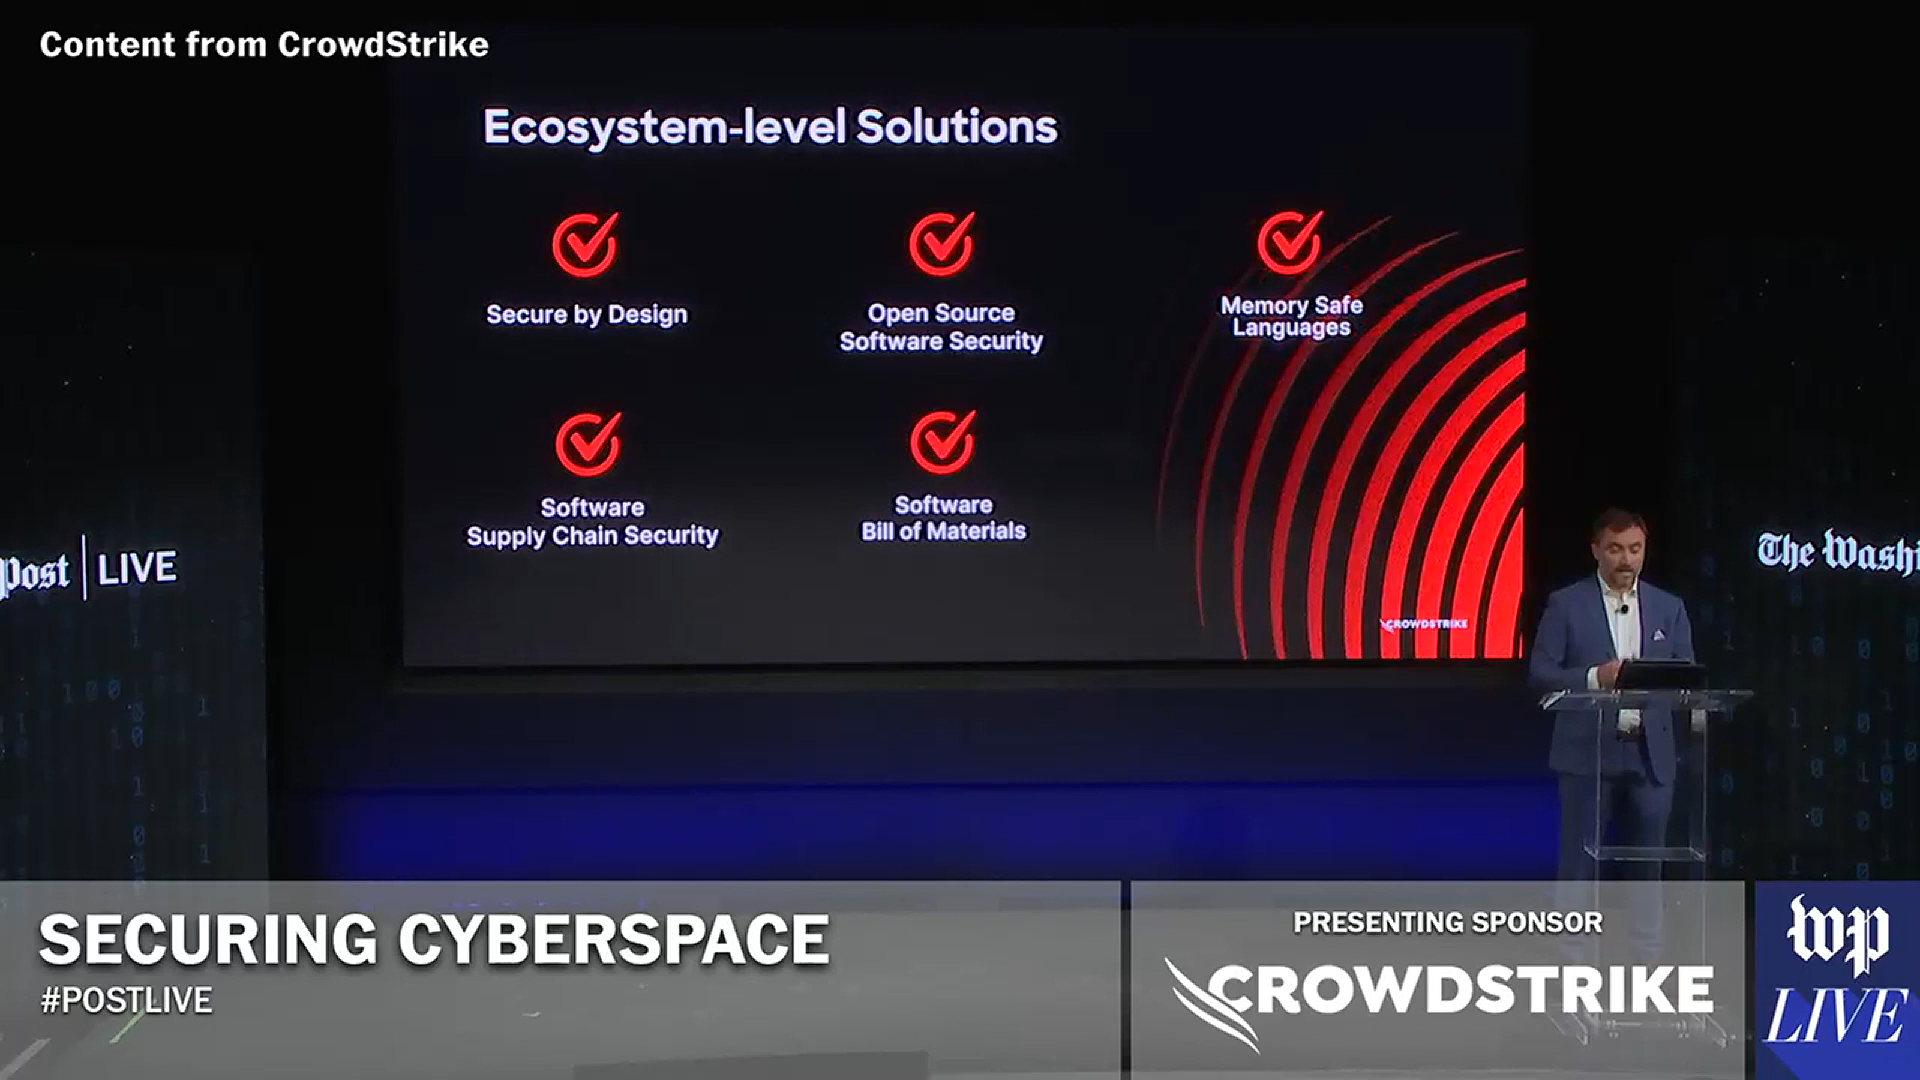 Content from CrowdStrike
Ecosystem-level Solutions
Secure by Design
Open Source
Software Security
Memory Safe
Languages
Software
Supply Chain Security
Software
Bill of Materials
CROWDSTRIKE
Post | LIVE
The Washi
SECURING CYBERSPACE
#POSTLIVE
PRESENTING SPONSOR
CROWDSTRIKE
wp
LIVE